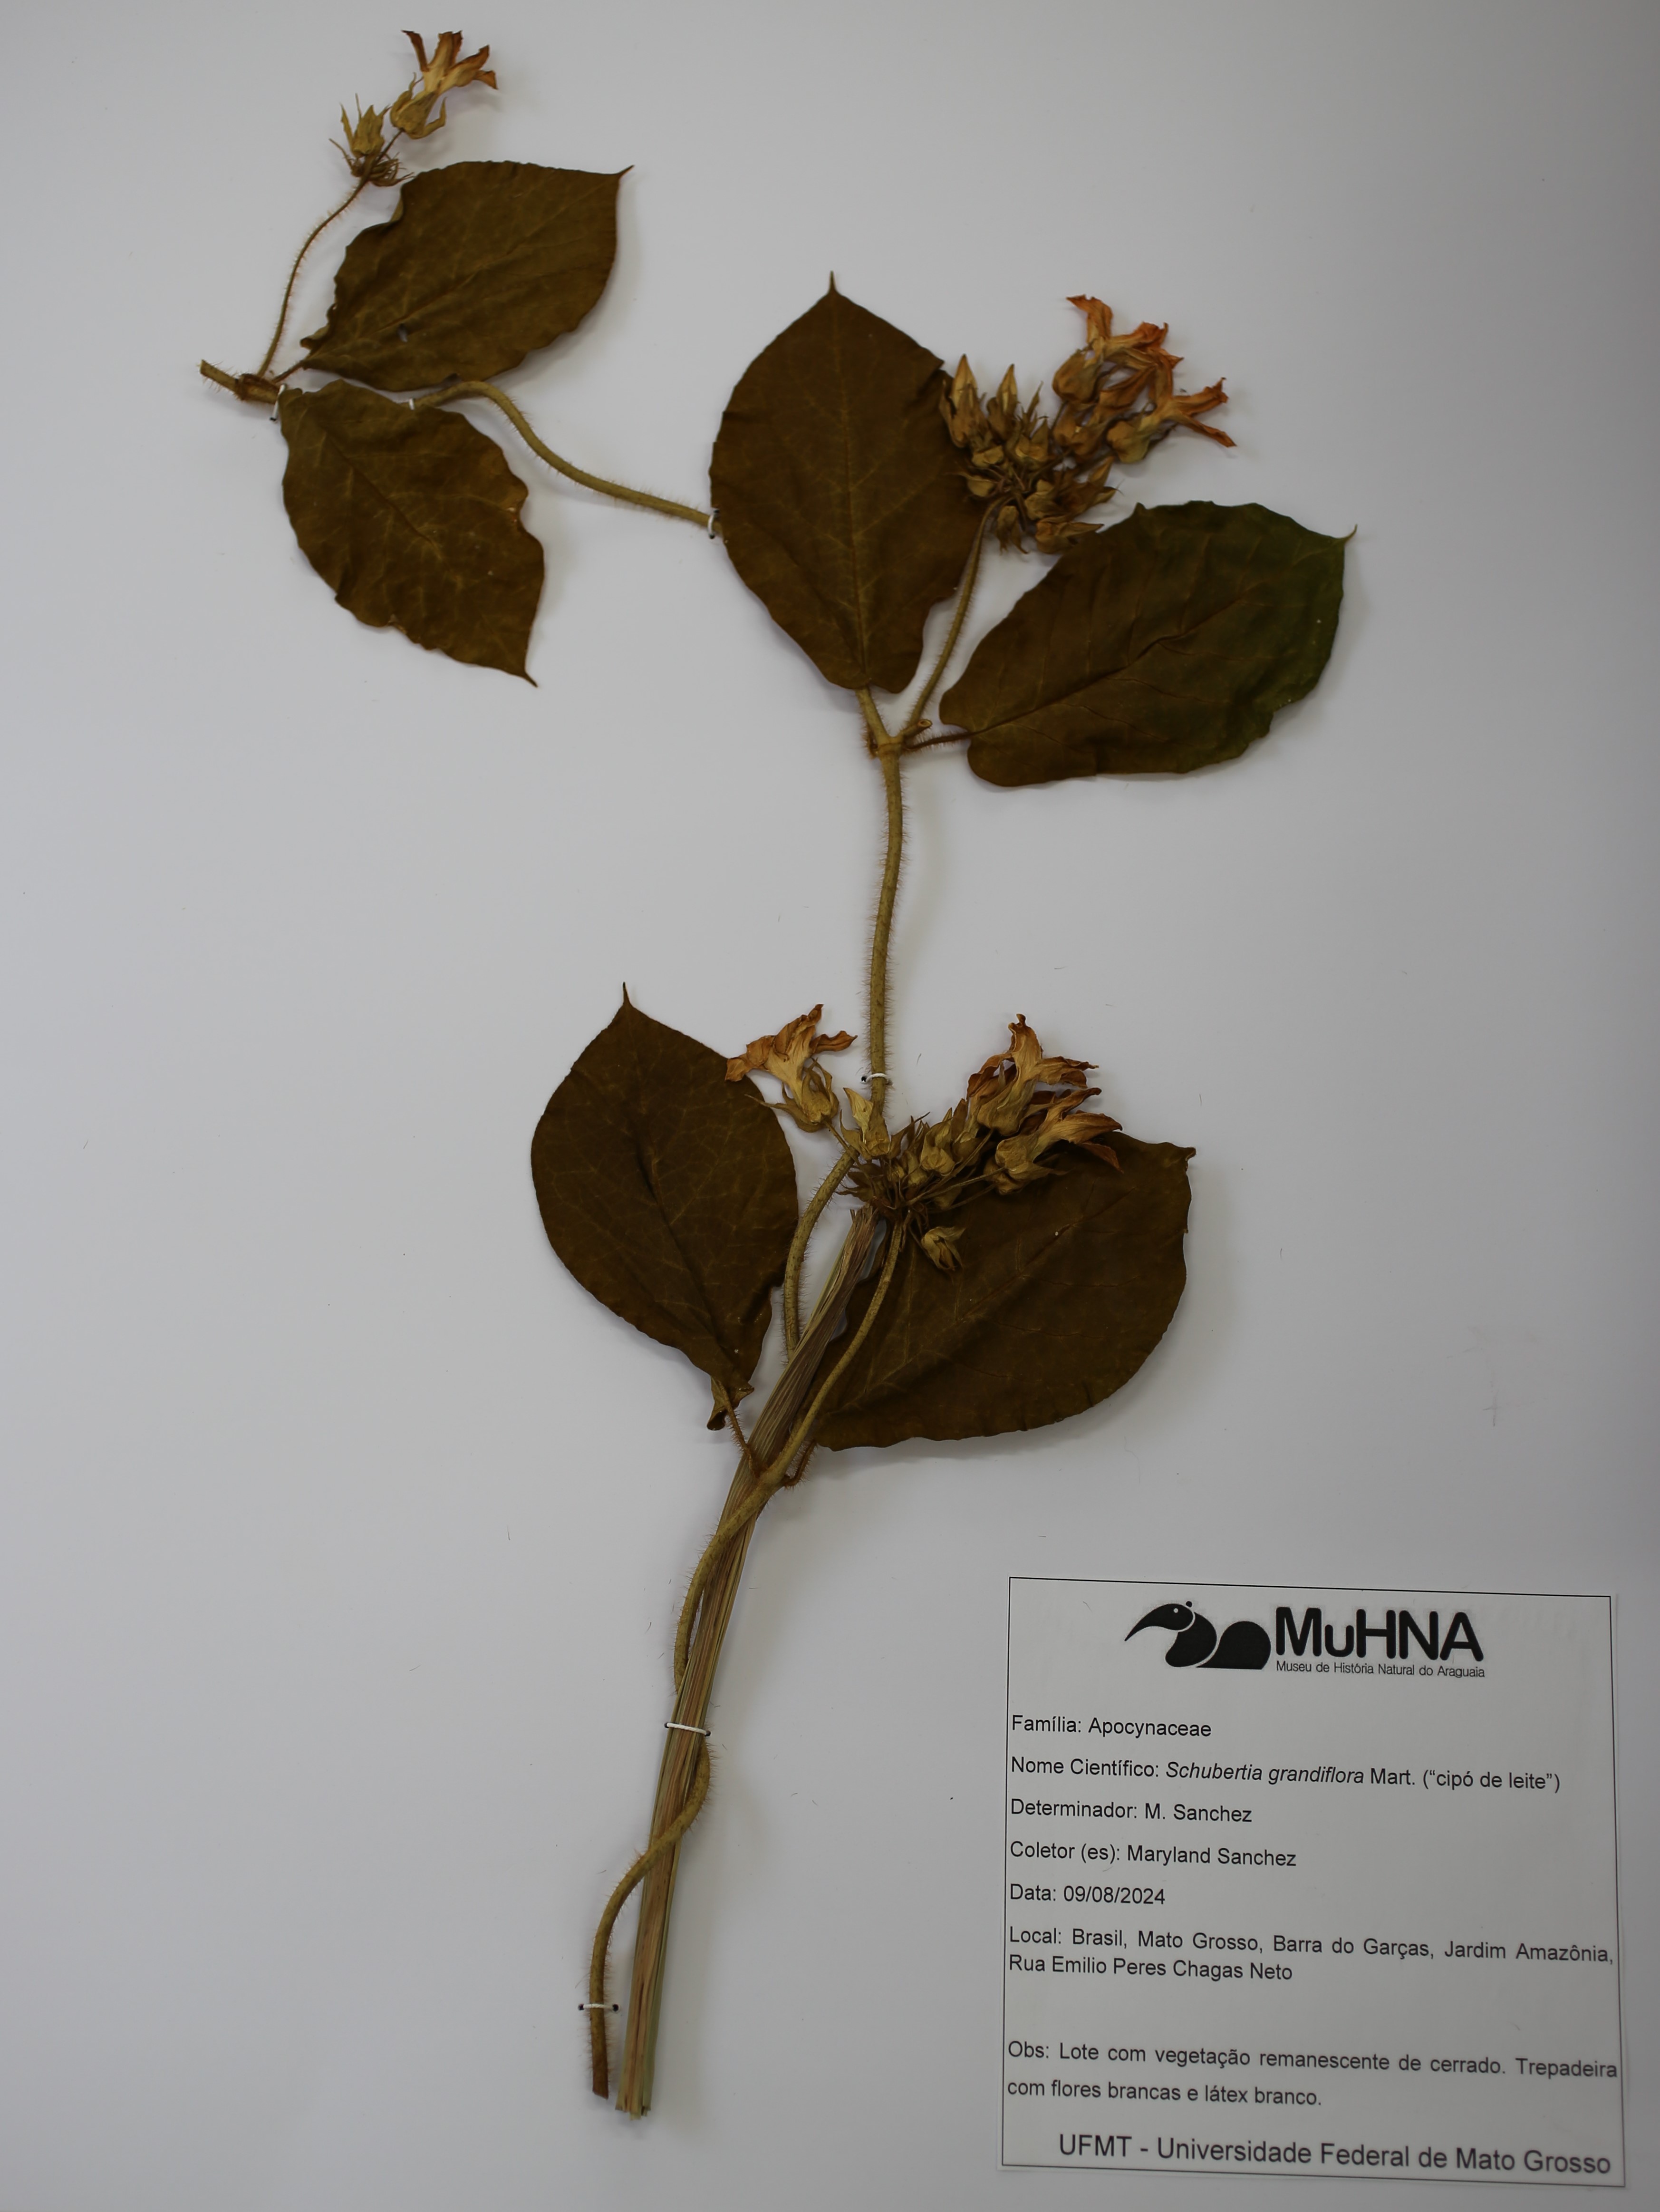 MuHNA
Museu de História Natural do Araguaia
Família: Apocynaceae
Nome Científico: Schubertia grandiflora Mart. (“cipó de leite”)
Determinador: M. Sanchez
Coletor (es): Maryland Sanchez
Data: 09/08/2024
Local: Brasil, Mato Grosso, Barra do Garças, Jardim Amazônia,
Rua Emilio Peres Chagas Neto
Obs: Lote com vegetação remanescente de cerrado. Trepadeira
com flores brancas e látex branco.
UFMT - Universidade Federal de Mato Grosso